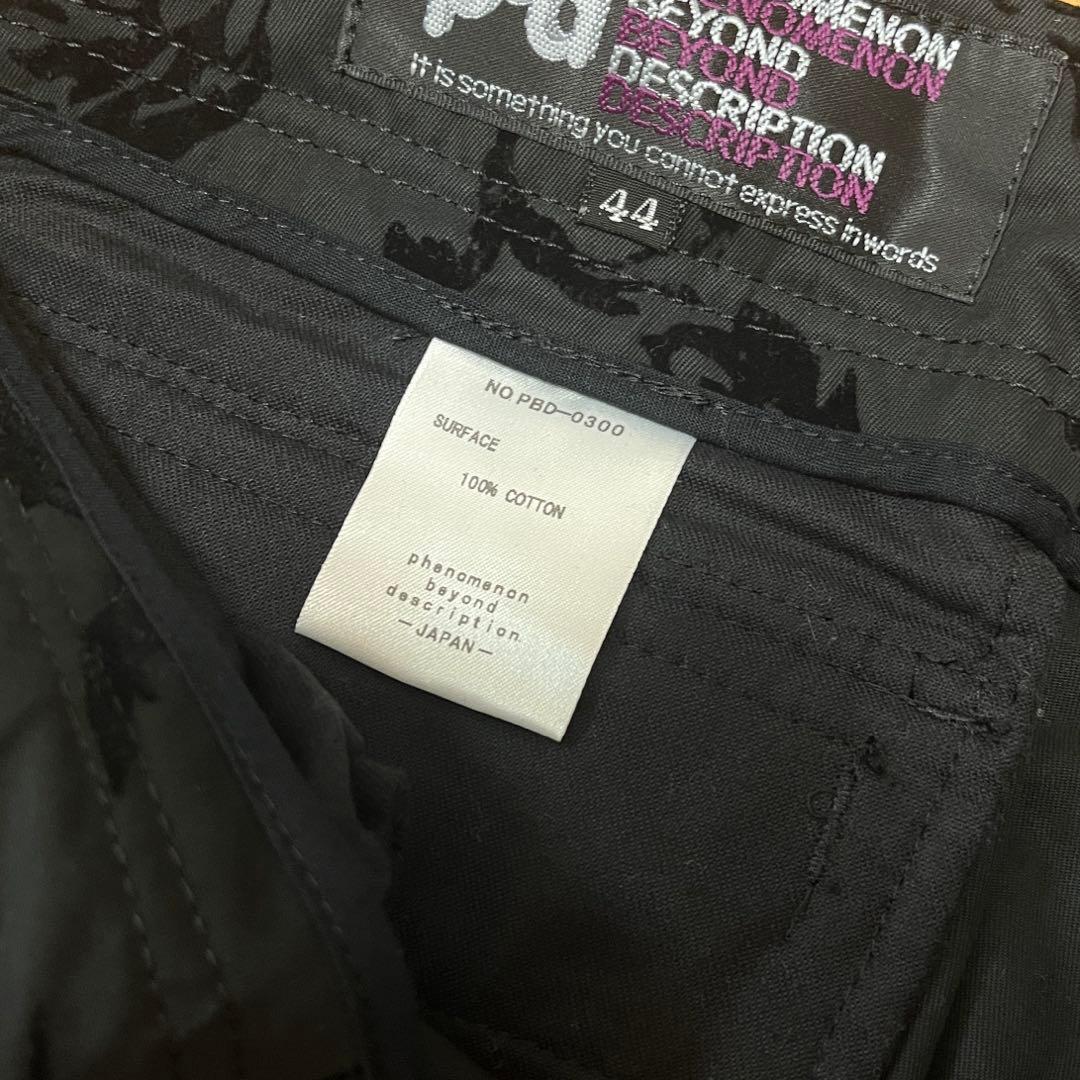 PHENOMENON
BEYOND
BEYOND
DESCRIPTION
DESCRIPTION
It is something you cannot express in words
44
NO.PBD-0300
SURFACE
100% COTTON
phenomenon
beyond
description
-JAPAN-